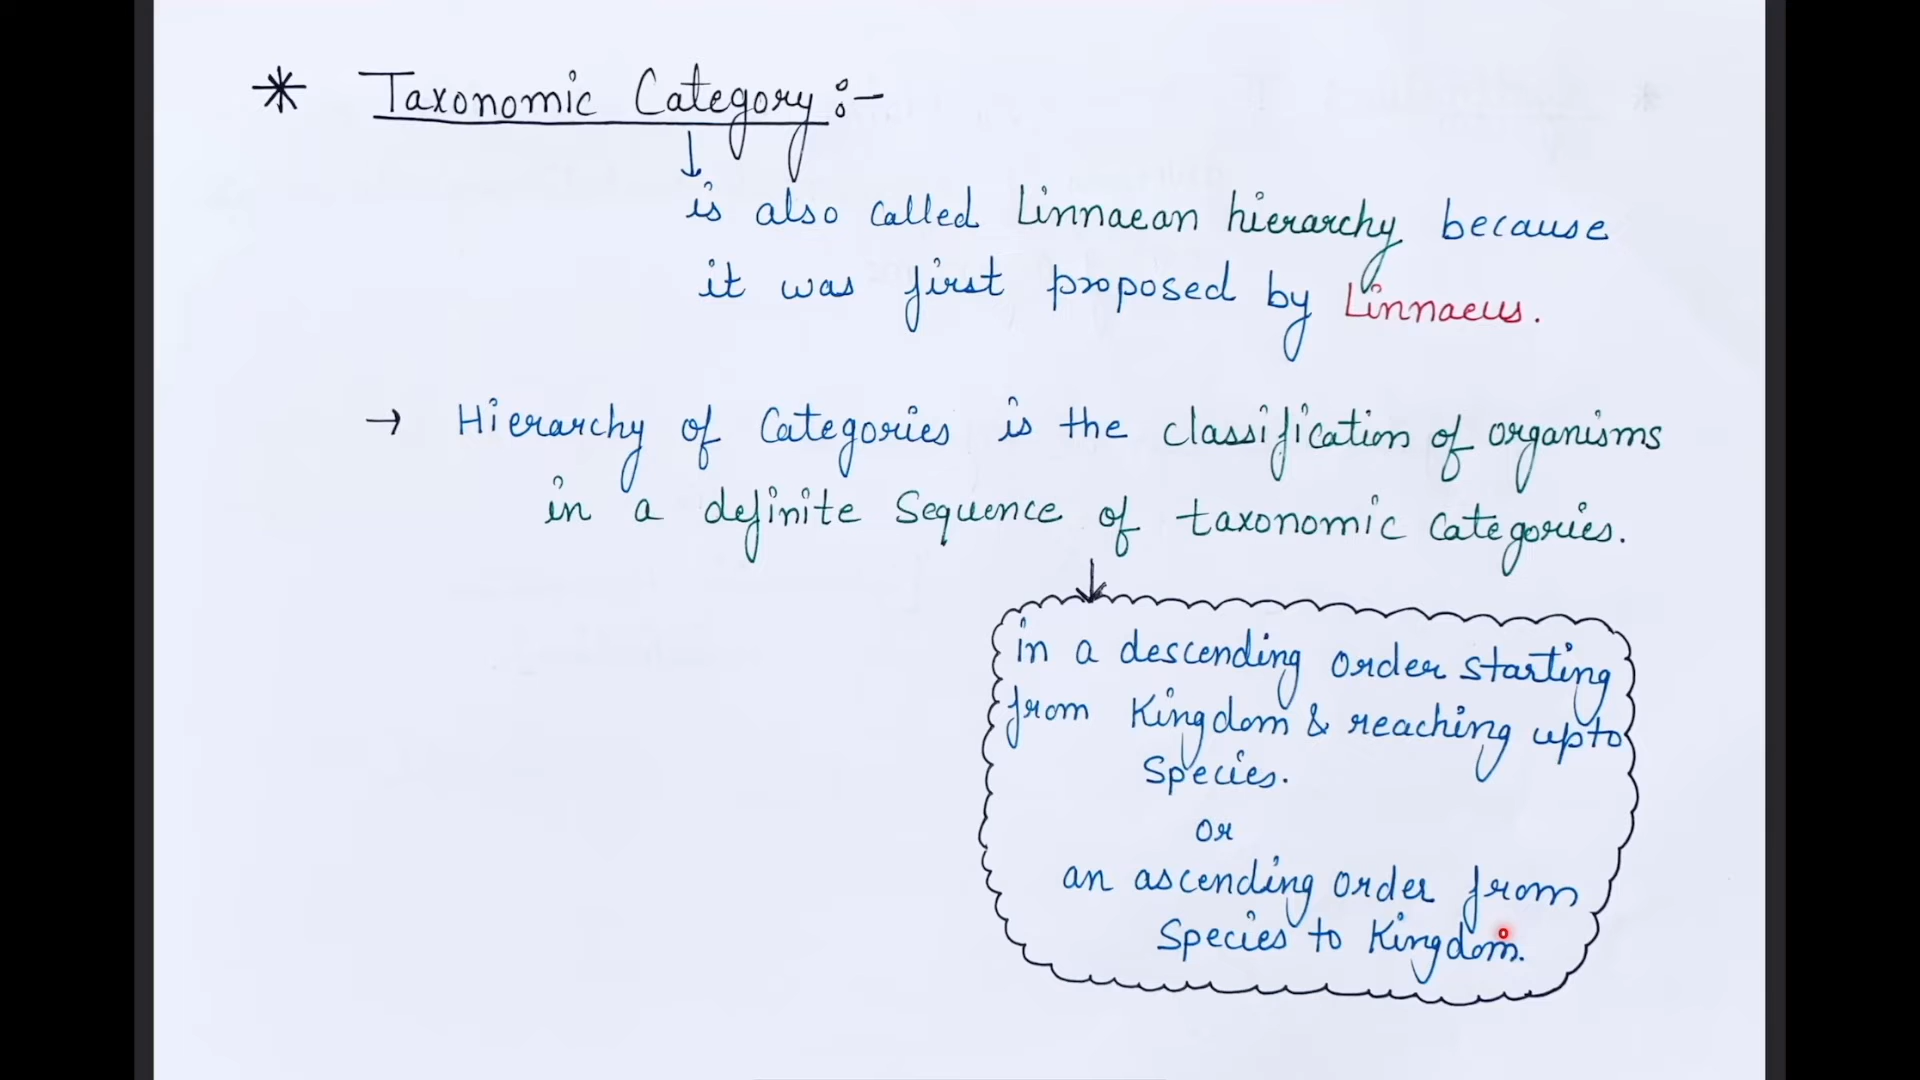 * Taxonomic Category :-
↓
is also called Linnaean hierarchy because
it was first proposed by Linnaeus.
→ Hierarchy of Categories is the classification of organisms
in a definite Sequence of taxonomic categories.
↓
in a descending order starting
from Kingdom & reaching upto
Species.
or
an ascending order from
Species to Kingdom.